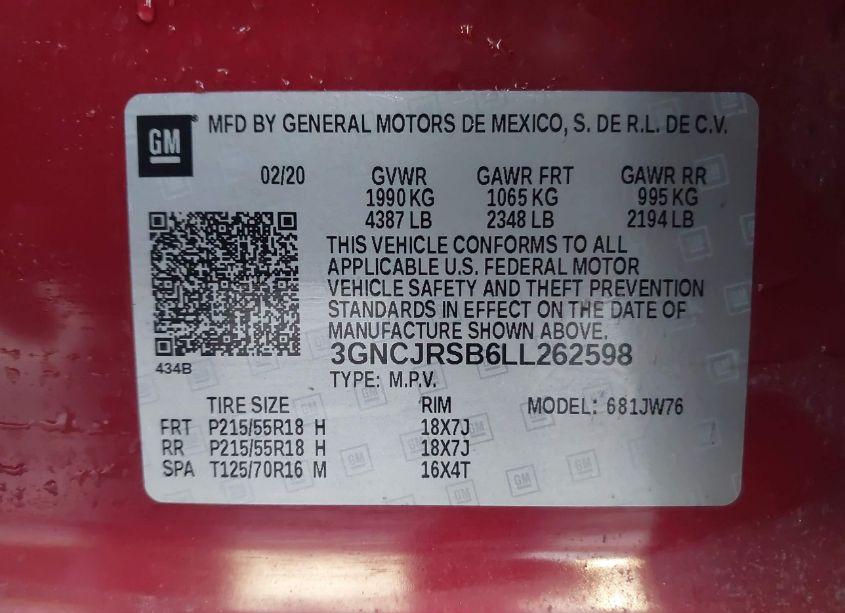 GM MFD BY GENERAL MOTORS DE MEXICO, S. DE R.L. DE C.V.
02/20 GVWR GAWR FRT GAWR RR
1990 KG 1065 KG 995 KG
4387 LB 2348 LB 2194 LB
THIS VEHICLE CONFORMS TO ALL
APPLICABLE U.S. FEDERAL MOTOR
VEHICLE SAFETY AND THEFT PREVENTION
STANDARDS IN EFFECT ON THE DATE OF
MANUFACTURE SHOWN ABOVE.
3GNCJRSB6LL262598
434B
TYPE: M.P.V.
TIRE SIZE RIM MODEL: 681JW76
FRT P215/55R18 H 18X7J
RR P215/55R18 H 18X7J
SPA T125/70R16 M 16X4T